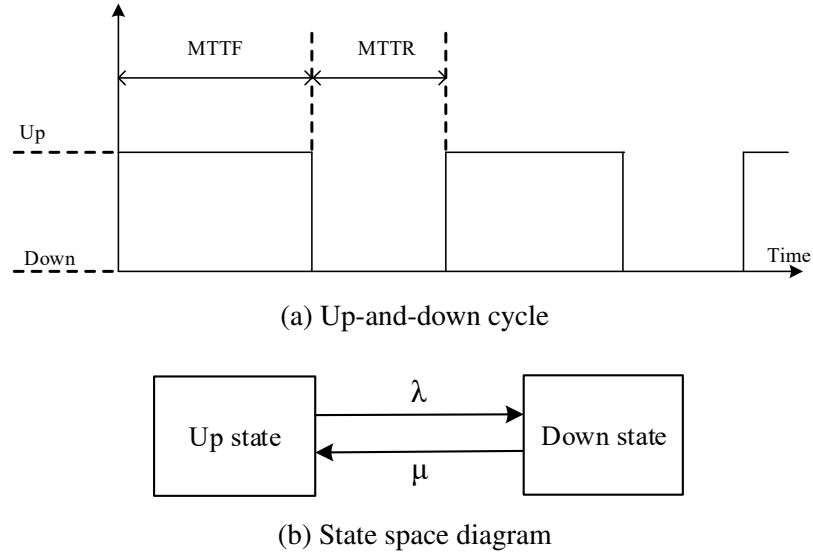 MTTF MTTR
Up
Down
Time
(a) Up-and-down cycle
λ
Up state
Down state
μ
(b) State space diagram